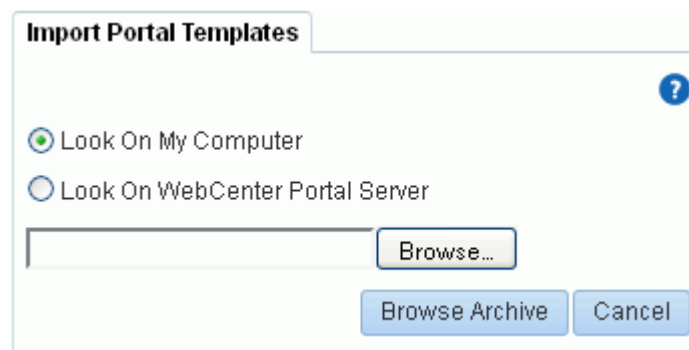 Import Portal Templates
?
Look On My Computer
Look On WebCenter Portal Server
Browse...
Browse Archive Cancel